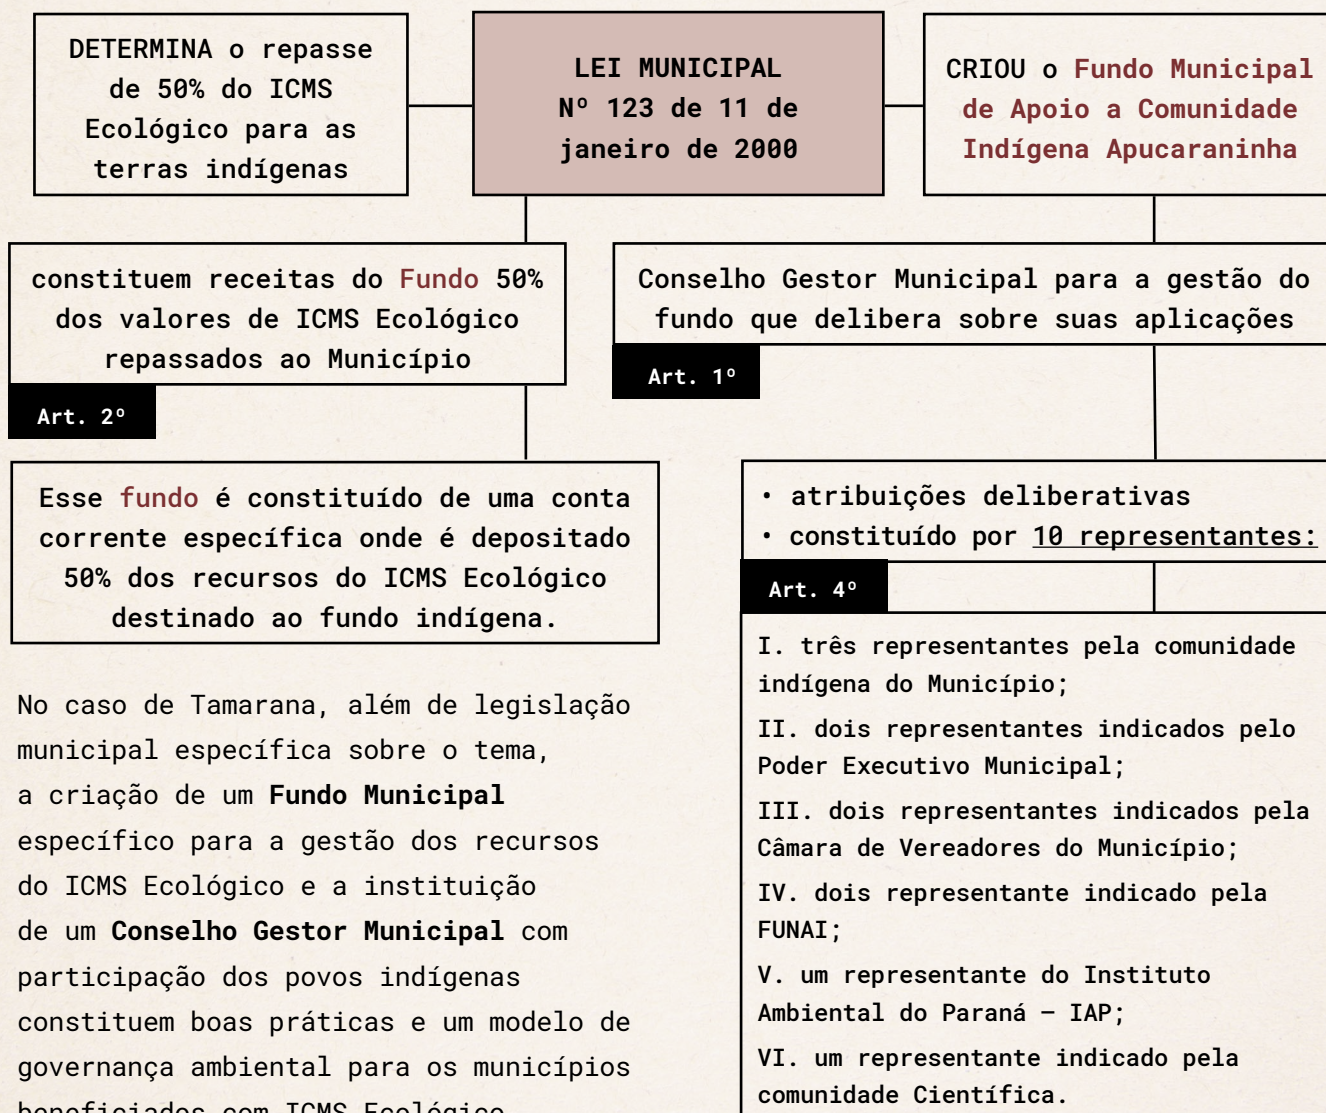 DETERMINA o repasse
de 50% do ICMS
Ecológico para as
terras indígenas
LEI MUNICIPAL
Nº 123 de 11 de
janeiro de 2000
CRIOU o Fundo Municipal
de Apoio a Comunidade
Indígena Apucaraninha
constituem receitas do Fundo 50%
dos valores de ICMS Ecológico
repassados ao Município
Art. 2º
Conselho Gestor Municipal para a gestão do
fundo que delibera sobre suas aplicações
Art. 1º
Esse fundo é constituído de uma conta
corrente específica onde é depositado
50% dos recursos do ICMS Ecológico
destinado ao fundo indígena.
• atribuições deliberativas
• constituído por 10 representantes:
Art. 4º
I. três representantes pela comunidade
indígena do Município;
II. dois representantes indicados pelo
Poder Executivo Municipal;
III. dois representantes indicados pela
Câmara de Vereadores do Município;
IV. dois representante indicado pela
FUNAI;
V. um representante do Instituto
Ambiental do Paraná – IAP;
VI. um representante indicado pela
comunidade Científica.
No caso de Tamarana, além de legislação
municipal específica sobre o tema,
a criação de um Fundo Municipal
específico para a gestão dos recursos
do ICMS Ecológico e a instituição
de um Conselho Gestor Municipal com
participação dos povos indígenas
constituem boas práticas e um modelo de
governança ambiental para os municípios
beneficiados com ICMS Ecológico